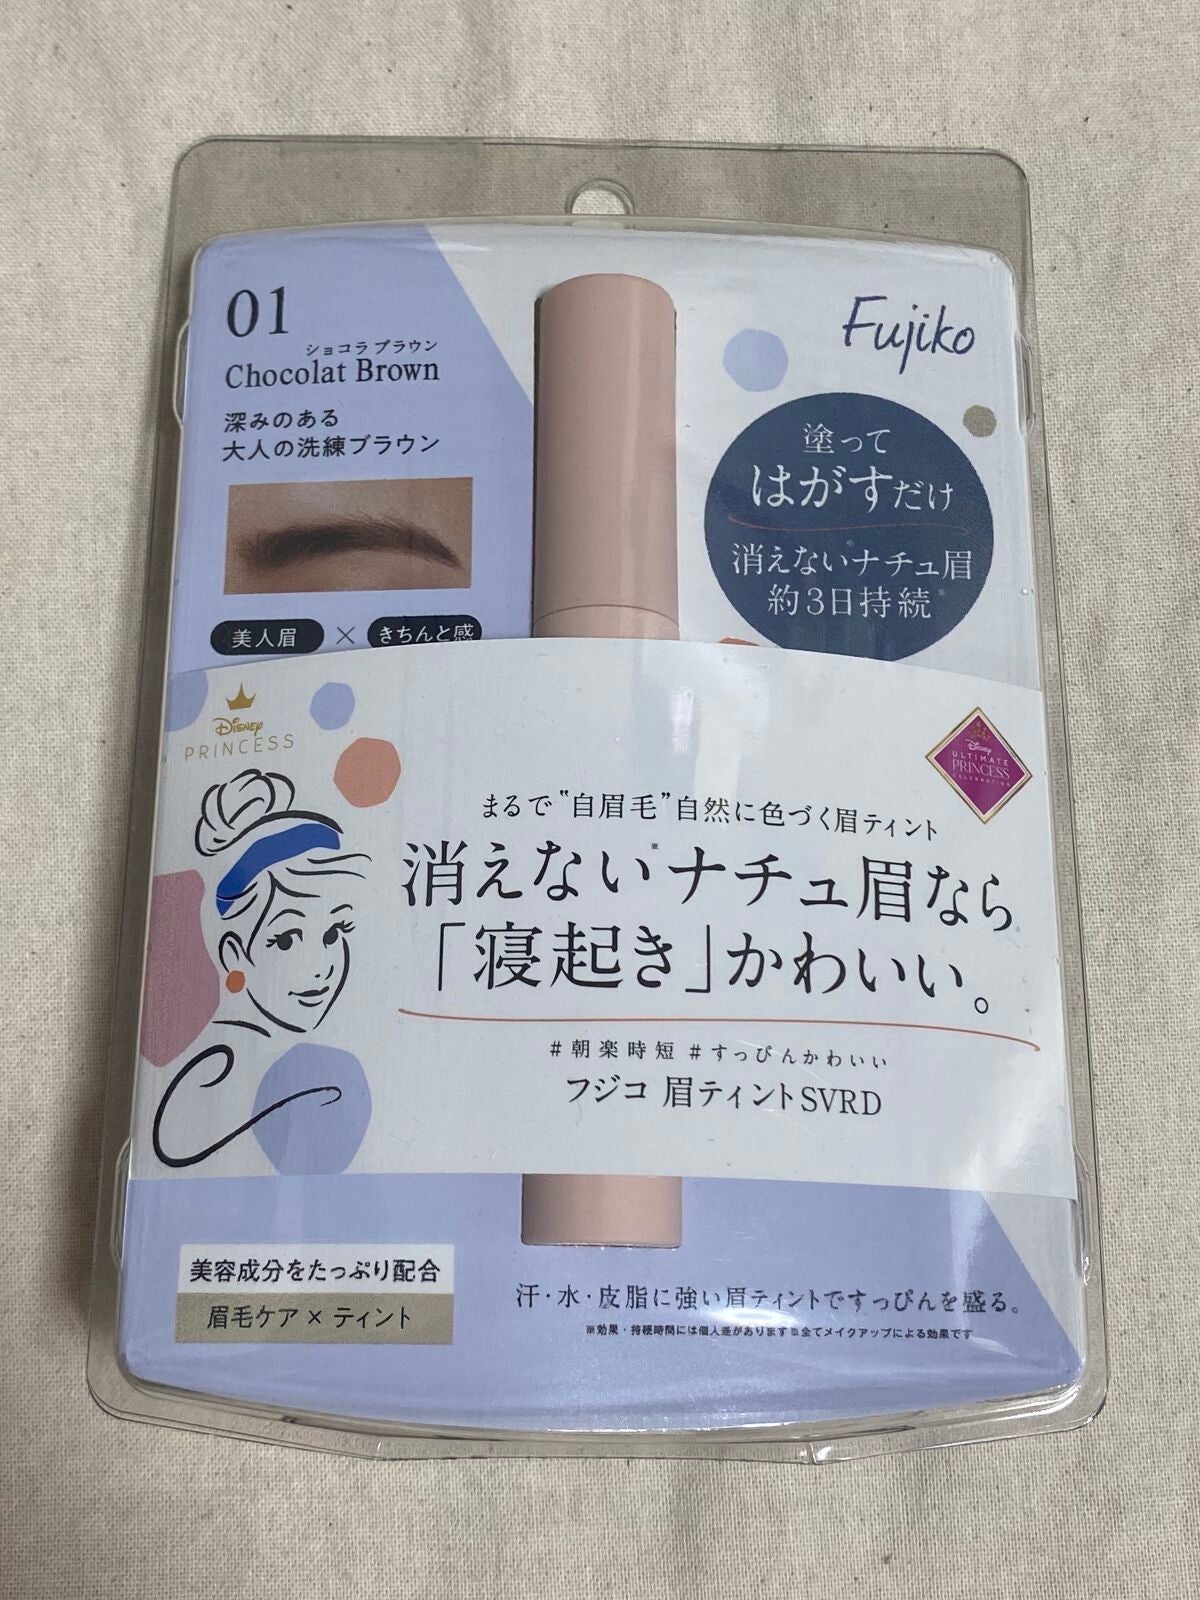 01
ショコラ ブラウン
Chocolat Brown
深みのある
大人の洗練ブラウン
美人眉 × きちんと感
Fujiko
塗って
はがすだけ
消えない※ナチュ眉
約3日持続※
Disney
PRINCESS
Disney
ULTIMATE
PRINCESS
CELEBRATION
まるで"自眉毛"自然に色づく眉ティント
消えない※ナチュ眉なら
「寝起き」かわいい。
#朝楽時短 #すっぴんかわいい
フジコ 眉ティントSVRD
美容成分をたっぷり配合
眉毛ケア × ティント
汗・水・皮脂に強い眉ティントですっぴんを盛る。
※効果・持続時間には個人差があります※全てメイクアップによる効果です